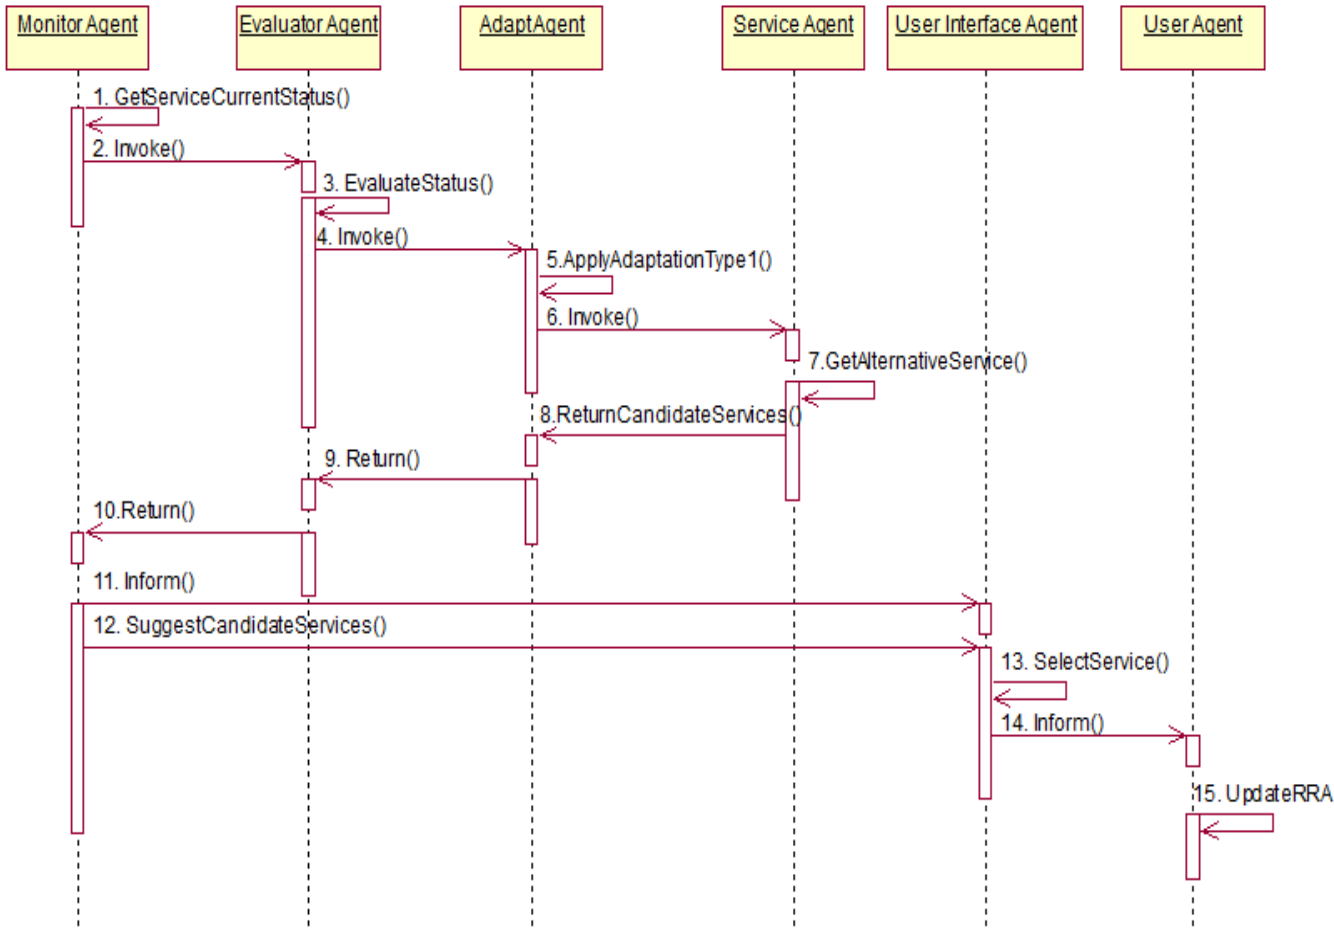 Monitor Agent
Evaluator Agent
AdaptAgent
Service Agent
User Interface Agent
User Agent
1. GetServiceCurrentStatus()
2. Invoke()
3. EvaluateStatus()
4. Invoke()
5.ApplyAdaptationType1()
6. Invoke()
7.GetAlternativeService()
8.ReturnCandidateServices()
9. Return()
10.Return()
11. Inform()
12. SuggestCandidateServices()
13. SelectService()
14. Inform()
15. UpdateRRA